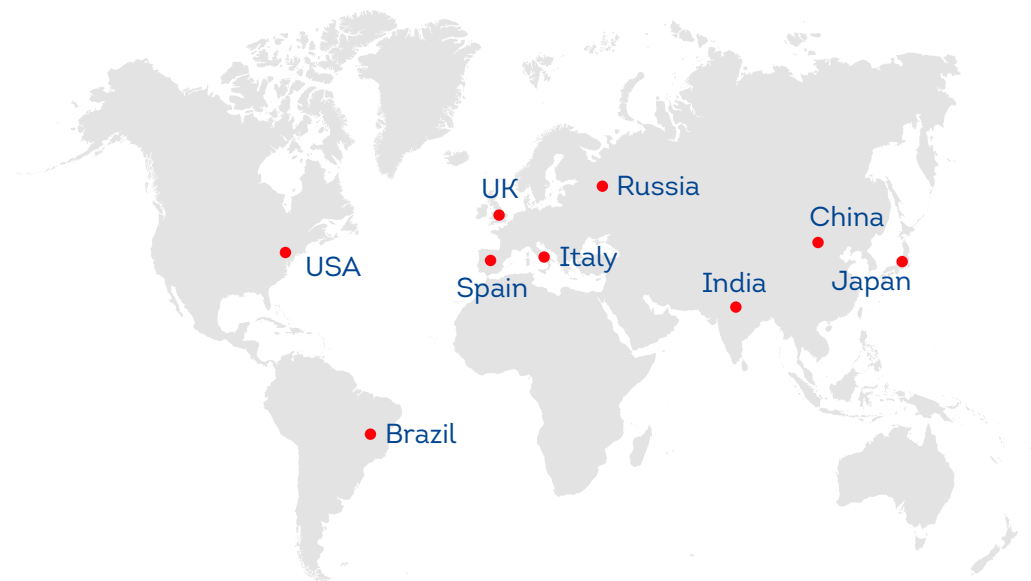 UK
Russia
China
USA
Italy
Spain
India
Japan
Brazil